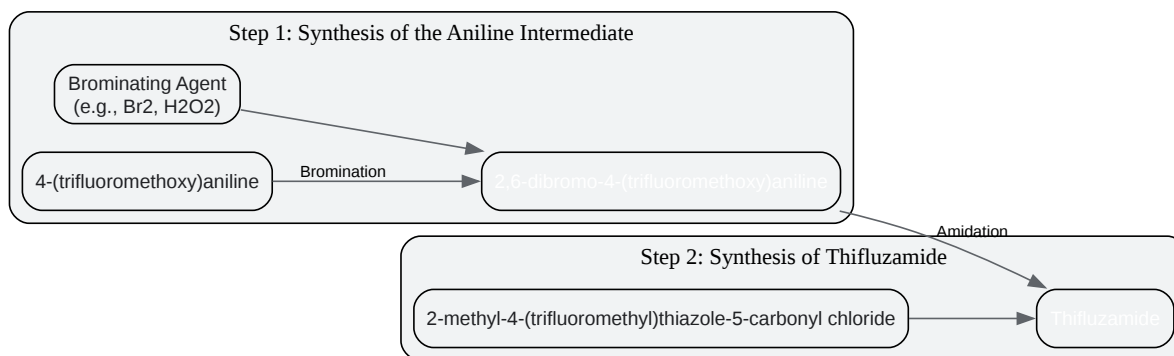 Step 1: Synthesis of the Aniline Intermediate
Brominating Agent
(e.g., Br2, H2O2)
4-(trifluoromethoxy)aniline
Bromination
2,6-dibromo-4-(trifluoromethoxy)aniline
Amidation
Step 2: Synthesis of Thifluzamide
2-methyl-4-(trifluoromethyl)thiazole-5-carbonyl chloride
Thifluzamide